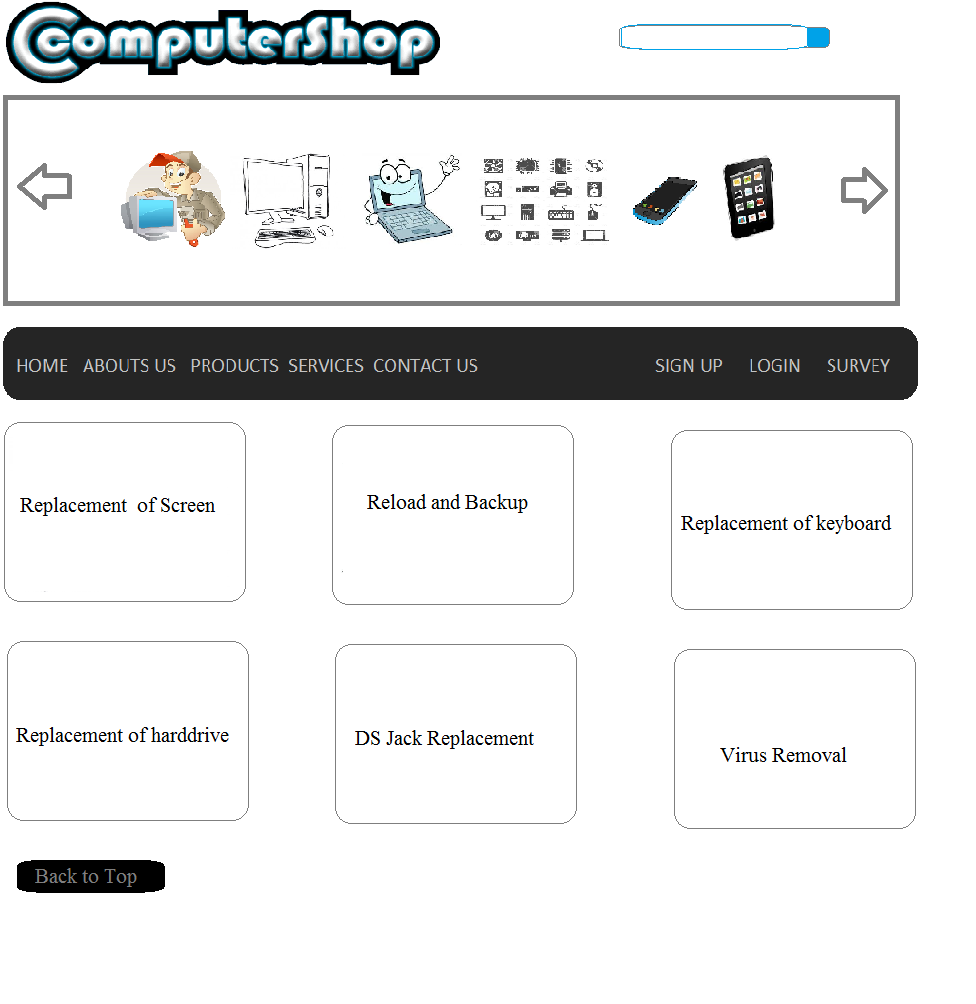 ComputerShop
HOME ABOUTS US PRODUCTS SERVICES CONTACT US SIGN UP LOGIN SURVEY
Replacement of Screen
Reload and Backup
Replacement of keyboard
Replacement of harddrive
DS Jack Replacement
Virus Removal
Back to Top